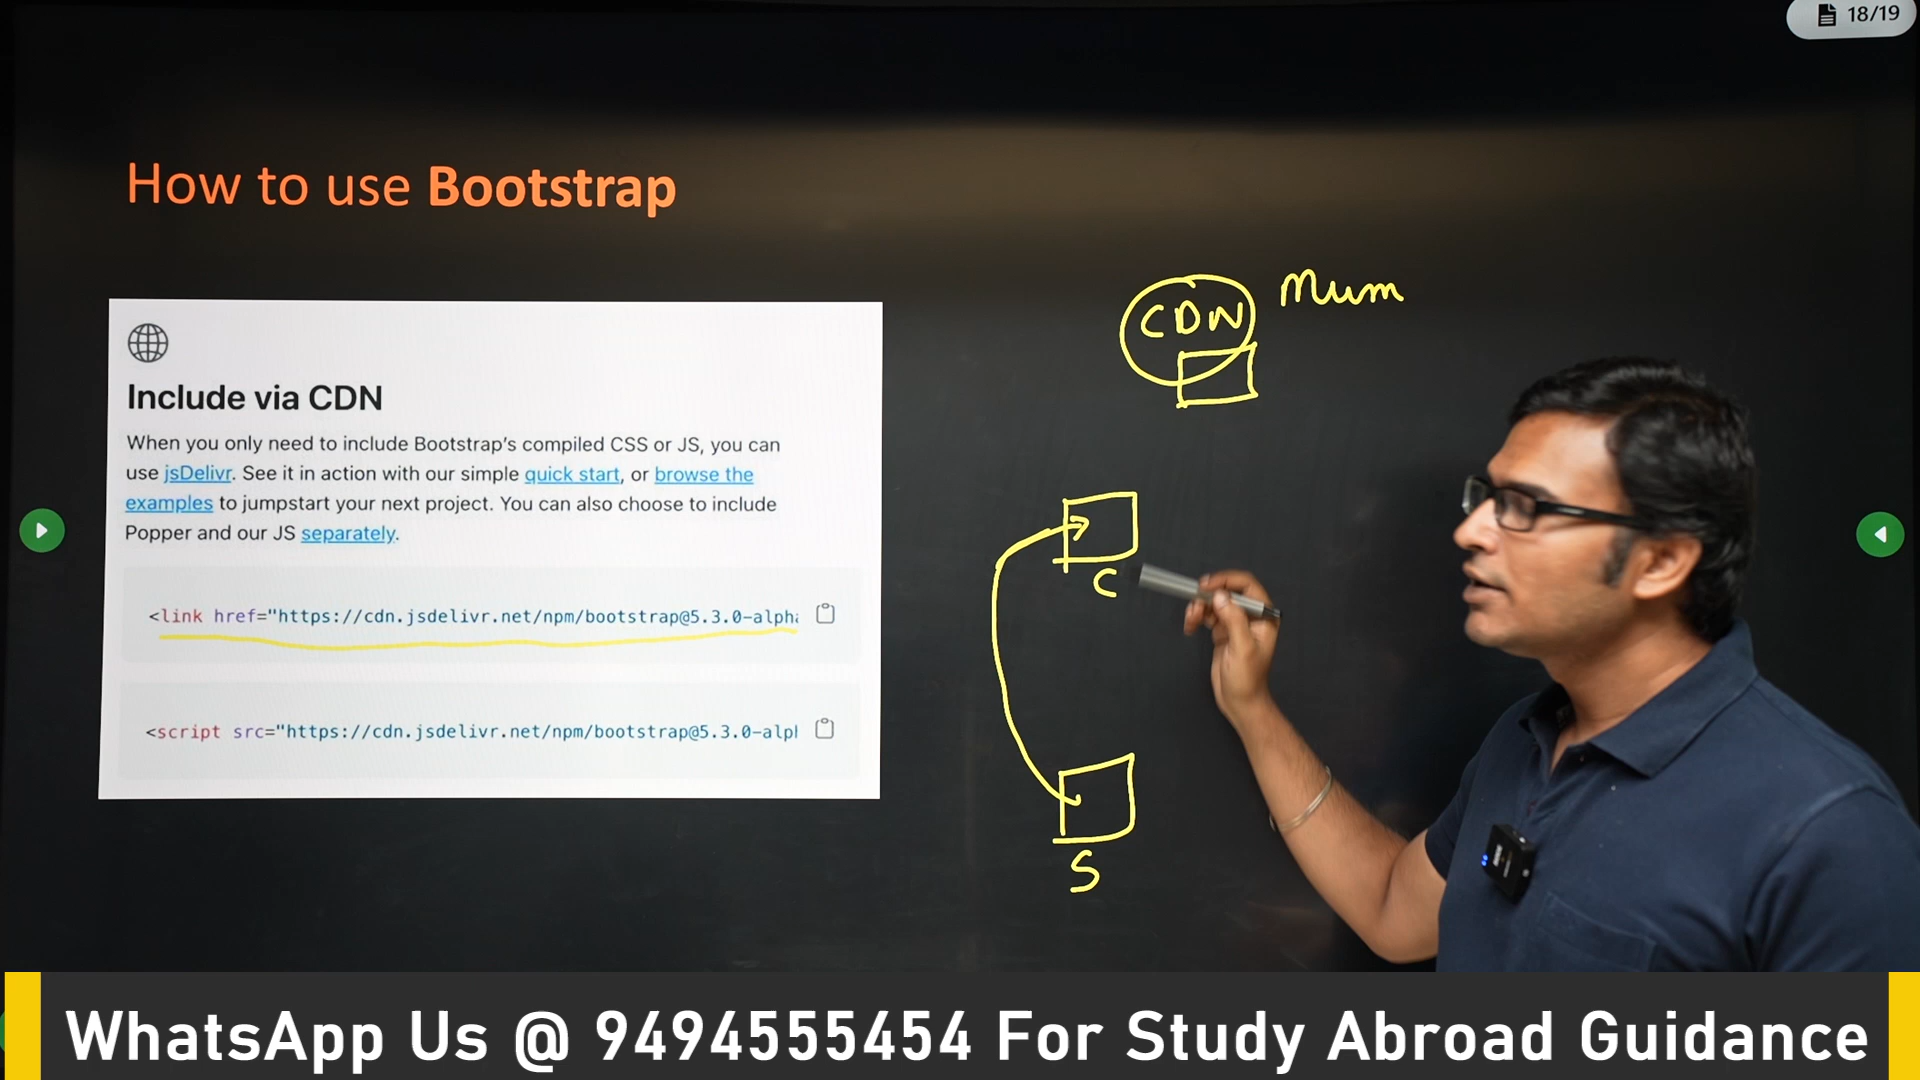 18/19
How to use Bootstrap
CDN
Mum
Include via CDN
When you only need to include Bootstrap's compiled CSS or JS, you can
use jsDelivr. See it in action with our simple quick start, or browse the
examples to jumpstart your next project. You can also choose to include
Popper and our JS separately.
<link href="https://cdn.jsdelivr.net/npm/bootstrap@5.3.0-alpha
<script src="https://cdn.jsdelivr.net/npm/bootstrap@5.3.0-alph
C
S
WhatsApp Us @ 9494555454 For Study Abroad Guidance